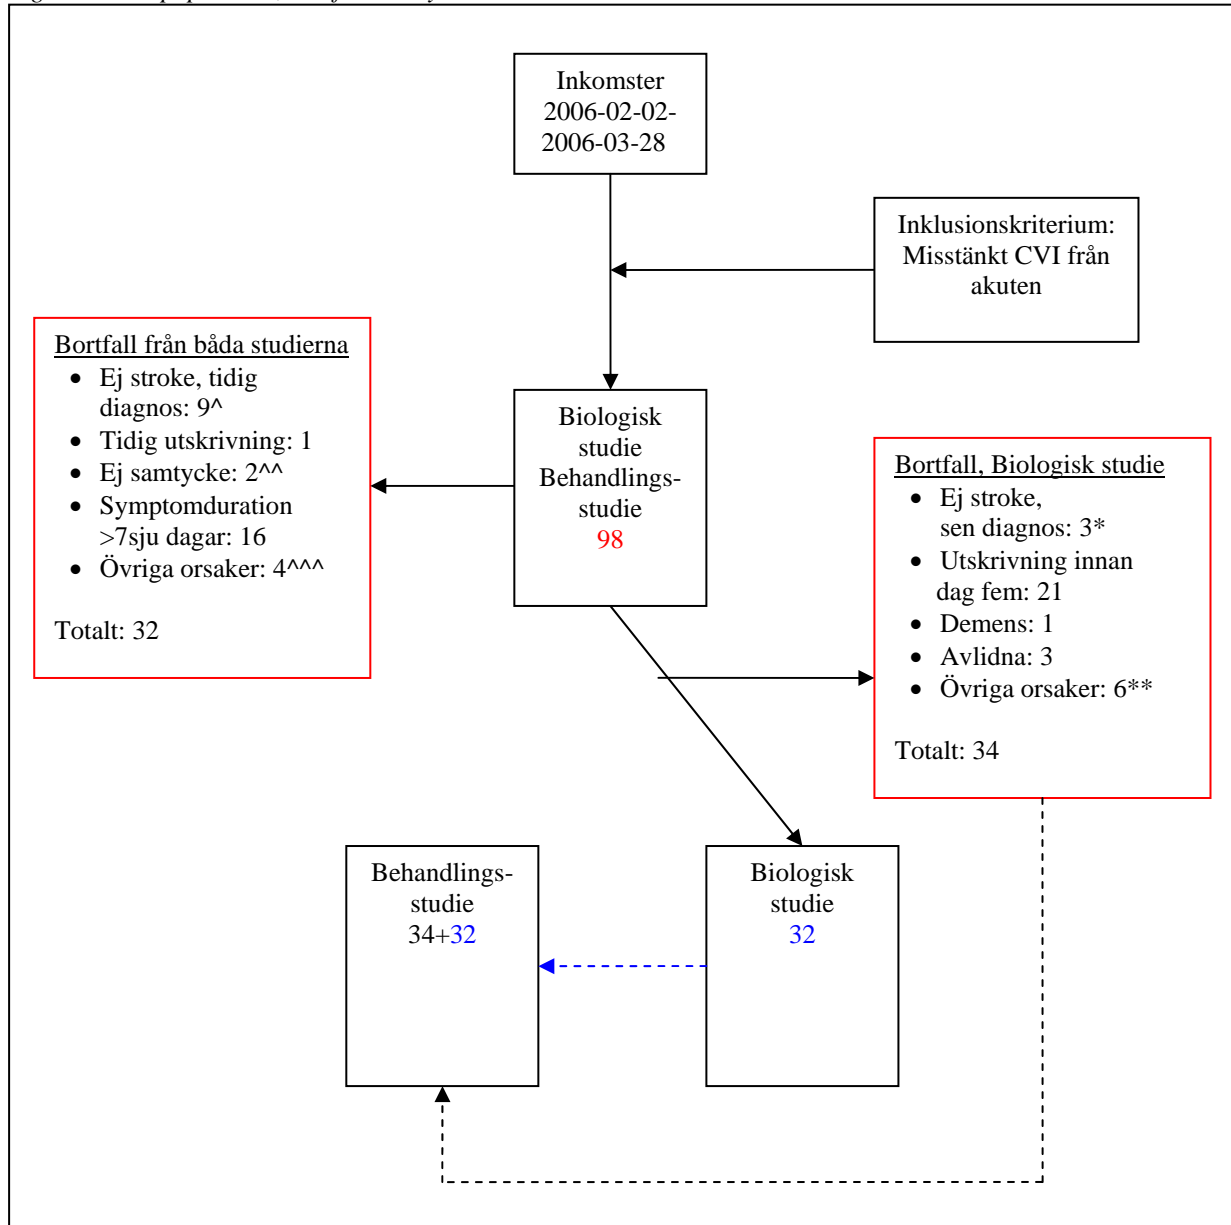 Inkomster
2006-02-02-
2006-03-28
Inklusionskriterium:
Misstänkt CVI från
akuten
Bortfall från båda studierna
• Ej stroke, tidig
diagnos: 9^
• Tidig utskrivning: 1
• Ej samtycke: 2^^
• Symptomduration
>7sju dagar: 16
• Övriga orsaker: 4^^^
Totalt: 32
Biologisk
studie
Behandlings-
studie
98
Bortfall, Biologisk studie
• Ej stroke,
sen diagnos: 3*
• Utskrivning innan
dag fem: 21
• Demens: 1
• Avlidna: 3
• Övriga orsaker: 6**
Totalt: 34
Behandlings-
studie
34+32
Biologisk
studie
32